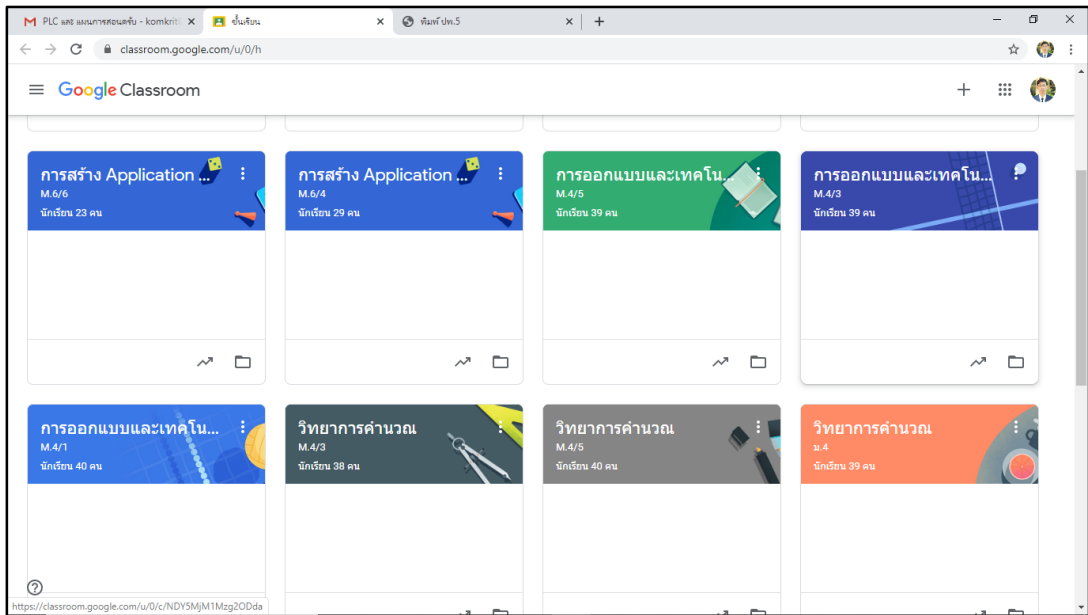 PLC และ แผนการสอนครับ - komkrit
ชั้นเรียน
พิมพ์ ปพ.5
classroom.google.com/u/0/h
Google Classroom
การสร้าง Application ...
M.6/6
นักเรียน 23 คน
การสร้าง Application ...
M.6/4
นักเรียน 29 คน
การออกแบบและเทคโน...
M.4/5
นักเรียน 39 คน
การออกแบบและเทคโน...
M.4/3
นักเรียน 39 คน
การออกแบบและเทคโน...
M.4/1
นักเรียน 40 คน
วิทยาการคำนวณ
M.4/3
นักเรียน 38 คน
วิทยาการคำนวณ
M.4/5
นักเรียน 40 คน
วิทยาการคำนวณ
ม.4
นักเรียน 39 คน
https://classroom.google.com/u/0/c/NDY5MjM1Mzg2ODda